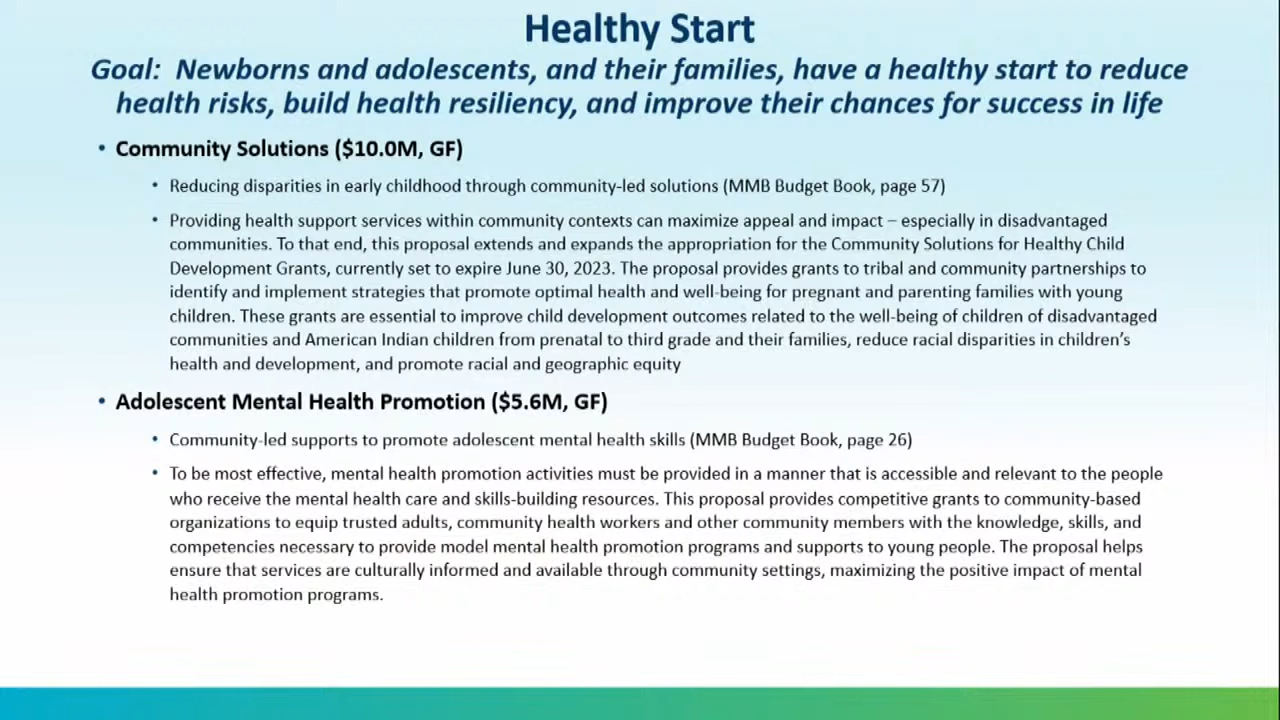 Healthy Start
Goal: Newborns and adolescents, and their families, have a healthy start to reduce
health risks, build health resiliency, and improve their chances for success in life
• Community Solutions ($10.0M, GF)
• Reducing disparities in early childhood through community-led solutions (MMB Budget Book, page 57)
• Providing health support services within community contexts can maximize appeal and impact – especially in disadvantaged
communities. To that end, this proposal extends and expands the appropriation for the Community Solutions for Healthy Child
Development Grants, currently set to expire June 30, 2023. The proposal provides grants to tribal and community partnerships to
identify and implement strategies that promote optimal health and well-being for pregnant and parenting families with young
children. These grants are essential to improve child development outcomes related to the well-being of children of disadvantaged
communities and American Indian children from prenatal to third grade and their families, reduce racial disparities in children’s
health and development, and promote racial and geographic equity
• Adolescent Mental Health Promotion ($5.6M, GF)
• Community-led supports to promote adolescent mental health skills (MMB Budget Book, page 26)
• To be most effective, mental health promotion activities must be provided in a manner that is accessible and relevant to the people
who receive the mental health care and skills-building resources. This proposal provides competitive grants to community-based
organizations to equip trusted adults, community health workers and other community members with the knowledge, skills, and
competencies necessary to provide model mental health promotion programs and supports to young people. The proposal helps
ensure that services are culturally informed and available through community settings, maximizing the positive impact of mental
health promotion programs.